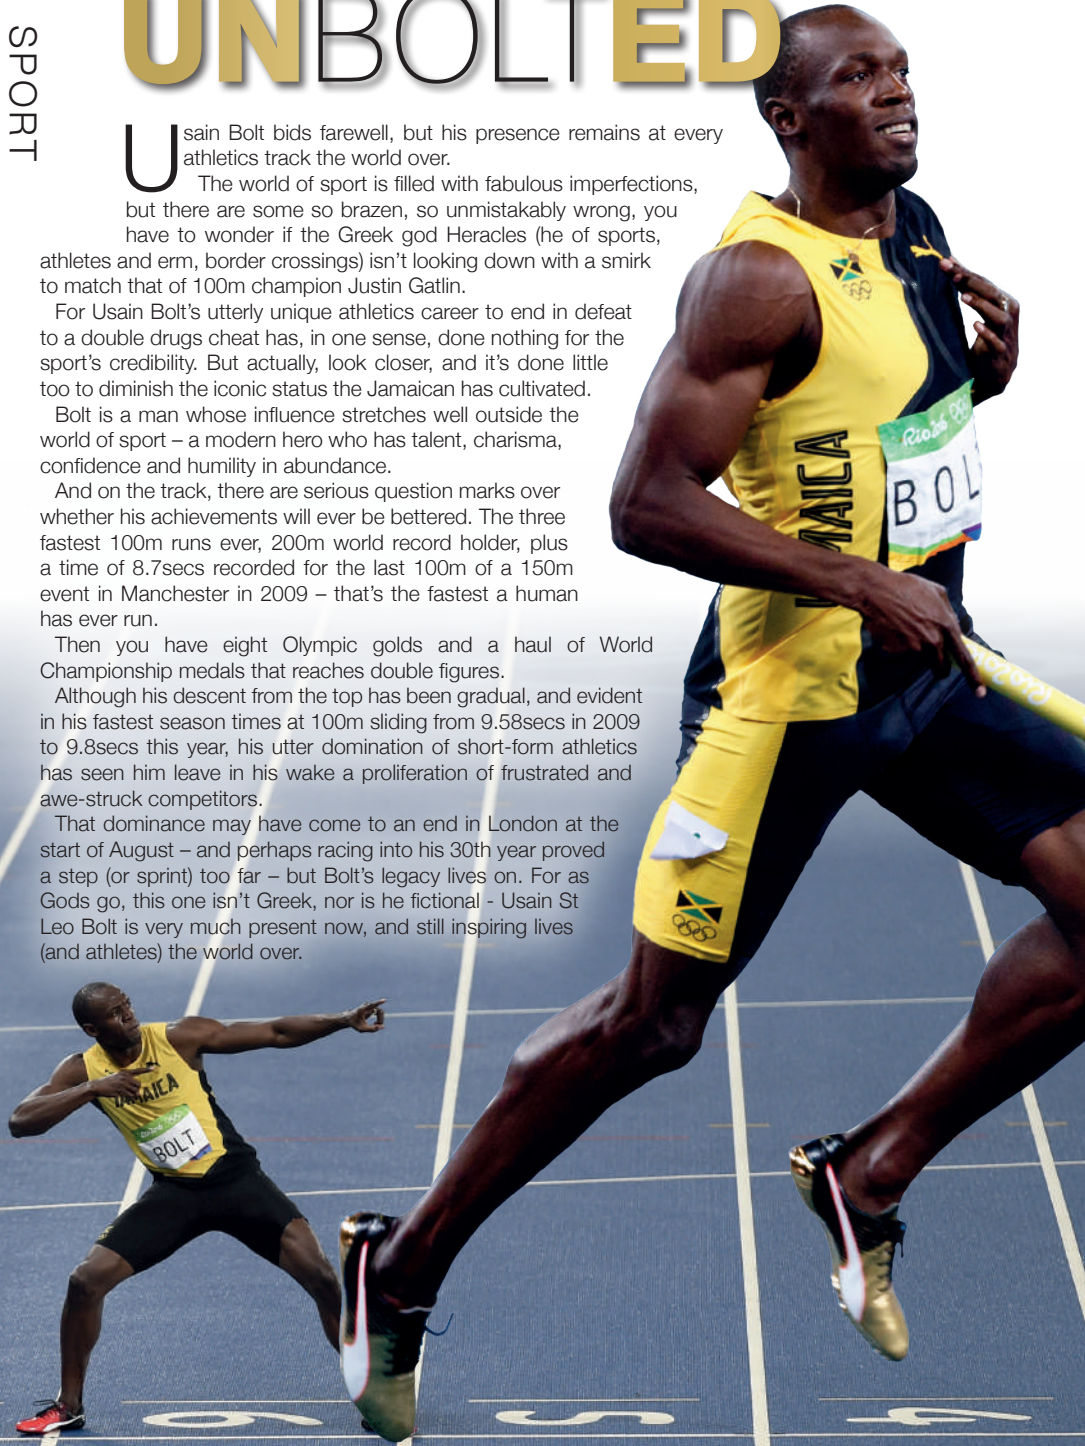 SPORT
UNBOLTED
Usain Bolt bids farewell, but his presence remains at every
athletics track the world over.
The world of sport is filled with fabulous imperfections,
but there are some so brazen, so unmistakably wrong, you
have to wonder if the Greek god Heracles (he of sports,
athletes and erm, border crossings) isn't looking down with a smirk
to match that of 100m champion Justin Gatlin.
For Usain Bolt's utterly unique athletics career to end in defeat
to a double drugs cheat has, in one sense, done nothing for the
sport's credibility. But actually, look closer, and it's done little
too to diminish the iconic status the Jamaican has cultivated.
Bolt is a man whose influence stretches well outside the
world of sport – a modern hero who has talent, charisma,
confidence and humility in abundance.
And on the track, there are serious question marks over
whether his achievements will ever be bettered. The three
fastest 100m runs ever, 200m world record holder, plus
a time of 8.7secs recorded for the last 100m of a 150m
event in Manchester in 2009 – that's the fastest a human
has ever run.
Then you have eight Olympic golds and a haul of World
Championship medals that reaches double figures.
Although his descent from the top has been gradual, and evident
in his fastest season times at 100m sliding from 9.58secs in 2009
to 9.8secs this year, his utter domination of short-form athletics
has seen him leave in his wake a proliferation of frustrated and
awe-struck competitors.
That dominance may have come to an end in London at the
start of August – and perhaps racing into his 30th year proved
a step (or sprint) too far – but Bolt's legacy lives on. For as
Gods go, this one isn't Greek, nor is he fictional - Usain St
Leo Bolt is very much present now, and still inspiring lives
(and athletes) the world over.
Rio2016
BOL
JAMAICA
BOLT
6
5
4